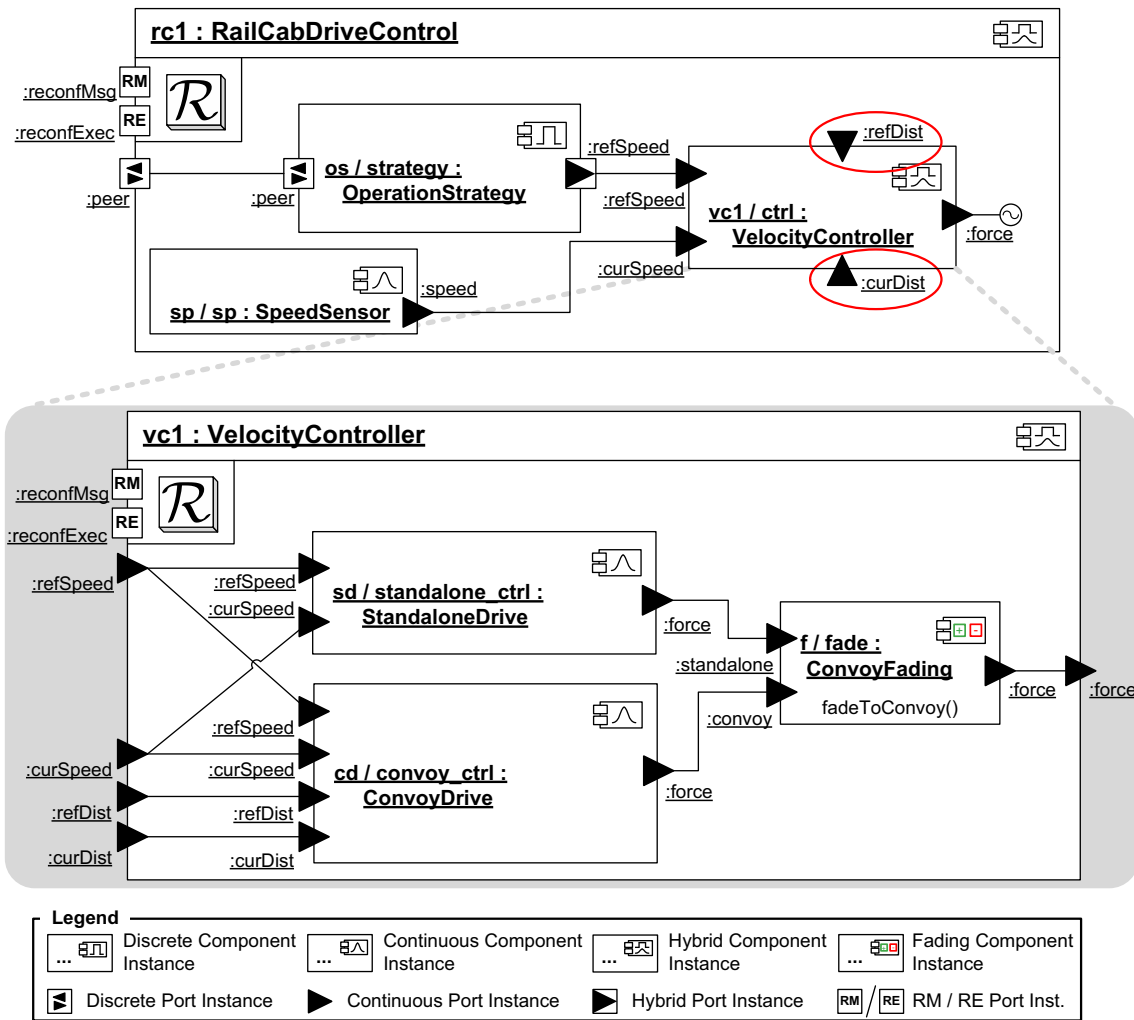 rc1 : RailCabDriveControl
RM
:reconfMsg
R
RE
:reconfExec
:refDist
:refSpeed
os / strategy :
OperationStrategy
:peer
:peer
:refSpeed
vc1 / ctrl :
VelocityController
:force
:curSpeed
:curDist
:speed
sp / sp : SpeedSensor
vc1 : VelocityController
RM
:reconfMsg
R
RE
:reconfExec
:refSpeed
:refSpeed
sd / standalone_ctrl :
StandaloneDrive
:curSpeed
:force
f / fade :
ConvoyFading
:standalone
fadeToConvoy()
:force
:force
:convoy
:refSpeed
:curSpeed
:curSpeed
cd / convoy_ctrl :
ConvoyDrive
:force
:refDist
:refDist
:curDist
:curDist
Legend
... Discrete Component
Instance
... Continuous Component
Instance
... Hybrid Component
Instance
... Fading Component
Instance
Discrete Port Instance
Continuous Port Instance
Hybrid Port Instance
RM / RE RM / RE Port Inst.